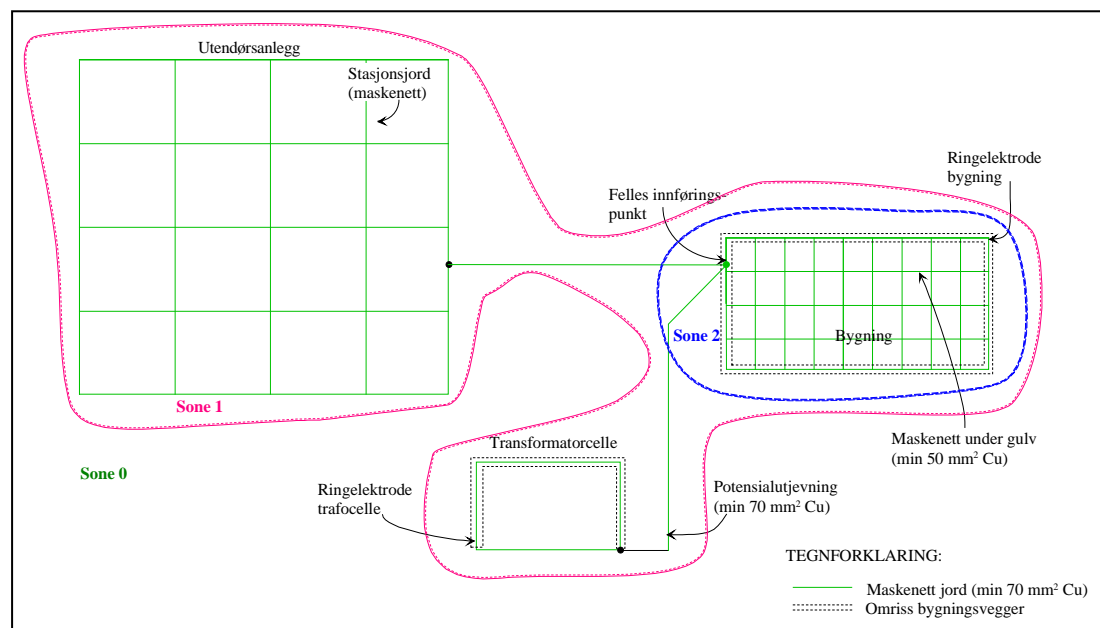 Utendørsanlegg
Stasjonsjord
(maskenett)
Ringelektrode
bygning
Felles innførings-
punkt
Sone 2
Bygning
Sone 1
Maskenett under gulv
(min 50 mm² Cu)
Transformatorcelle
Sone 0
Ringelektrode
trafocelle
Potensialutjevning
(min 70 mm² Cu)
TEGNFORKLARING:
Maskenett jord (min 70 mm² Cu)
Omriss bygningsvegger